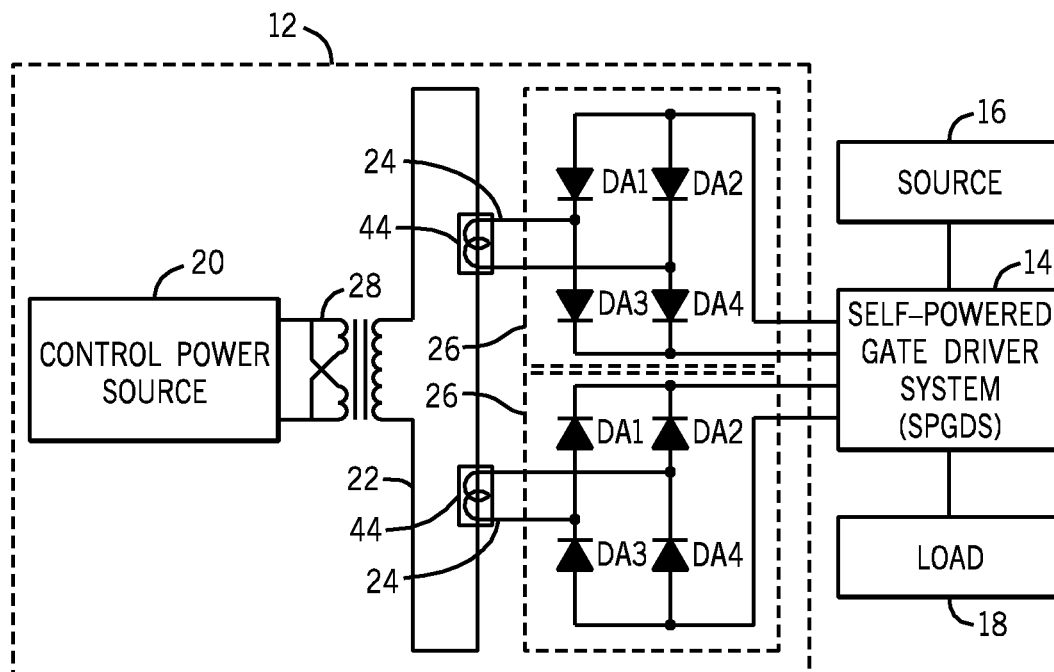 12
16
24
DA1
DA2
SOURCE
44
20
28
14
CONTROL POWER
SOURCE
DA3
DA4
SELF-POWERED
GATE DRIVER
SYSTEM
(SPGDS)
26
26
DA1
DA2
22
44
24
DA3
DA4
LOAD
18